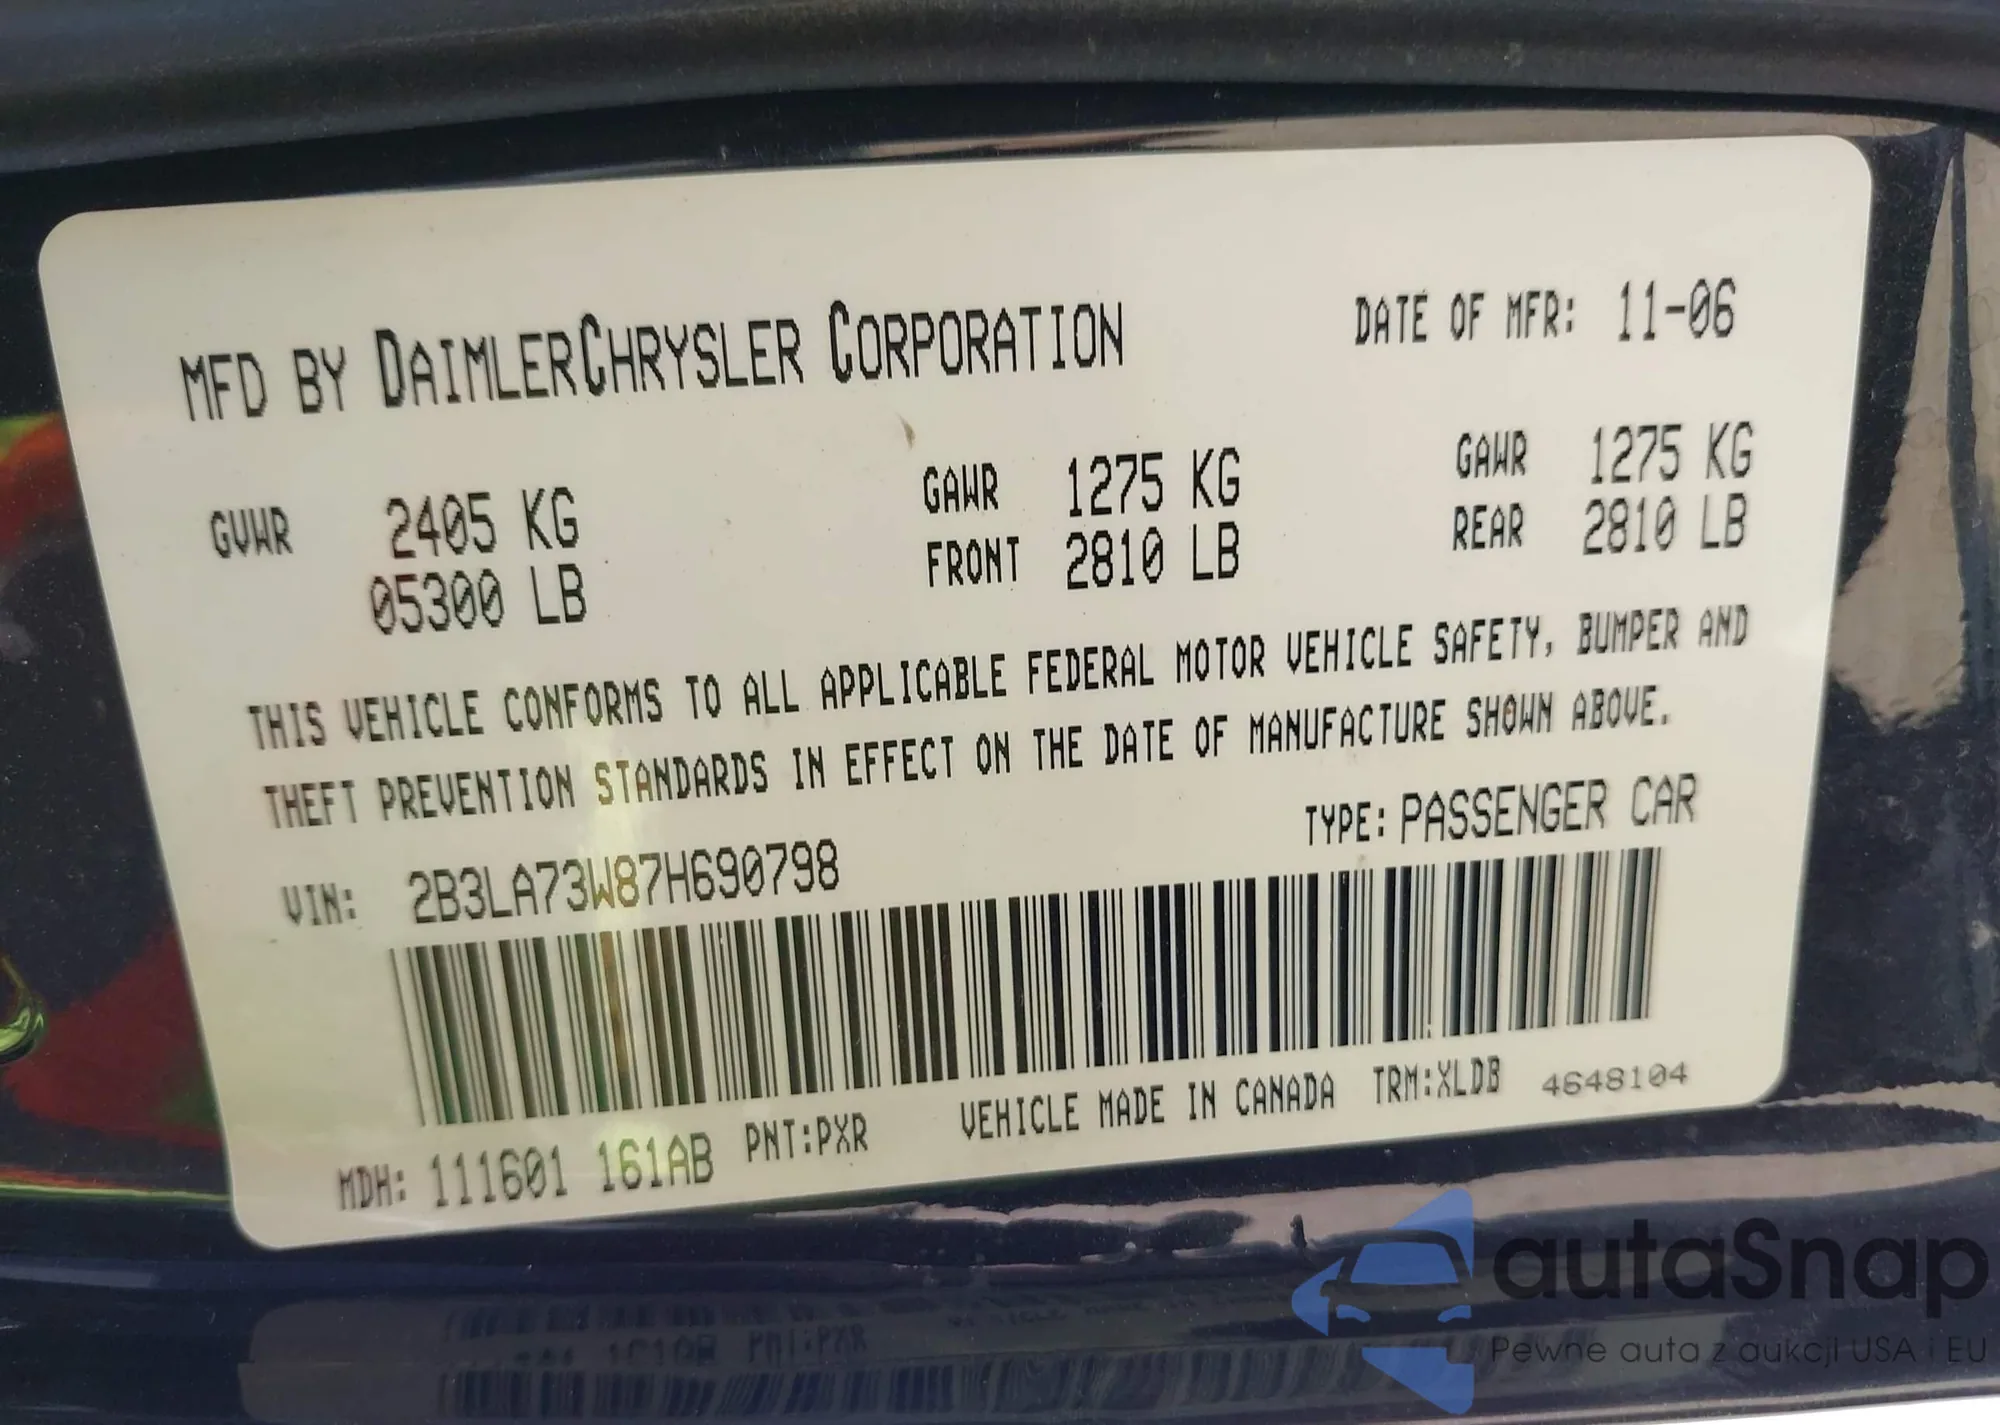 MFD BY DAIMLERCHRYSLER CORPORATION
DATE OF MFR: 11-06
GVWR 2405 KG
05300 LB
GAWR 1275 KG
FRONT 2810 LB
GAWR 1275 KG
REAR 2810 LB
THIS VEHICLE CONFORMS TO ALL APPLICABLE FEDERAL MOTOR VEHICLE SAFETY, BUMPER AND
THEFT PREVENTION STANDARDS IN EFFECT ON THE DATE OF MANUFACTURE SHOWN ABOVE.
VIN: 2B3LA73W87H690798
TYPE: PASSENGER CAR
MDH: 111601 161AB PNT:PXR VEHICLE MADE IN CANADA TRM:XLDB 4648104
autaSnap
Pewne auta z aukcji USA i EU